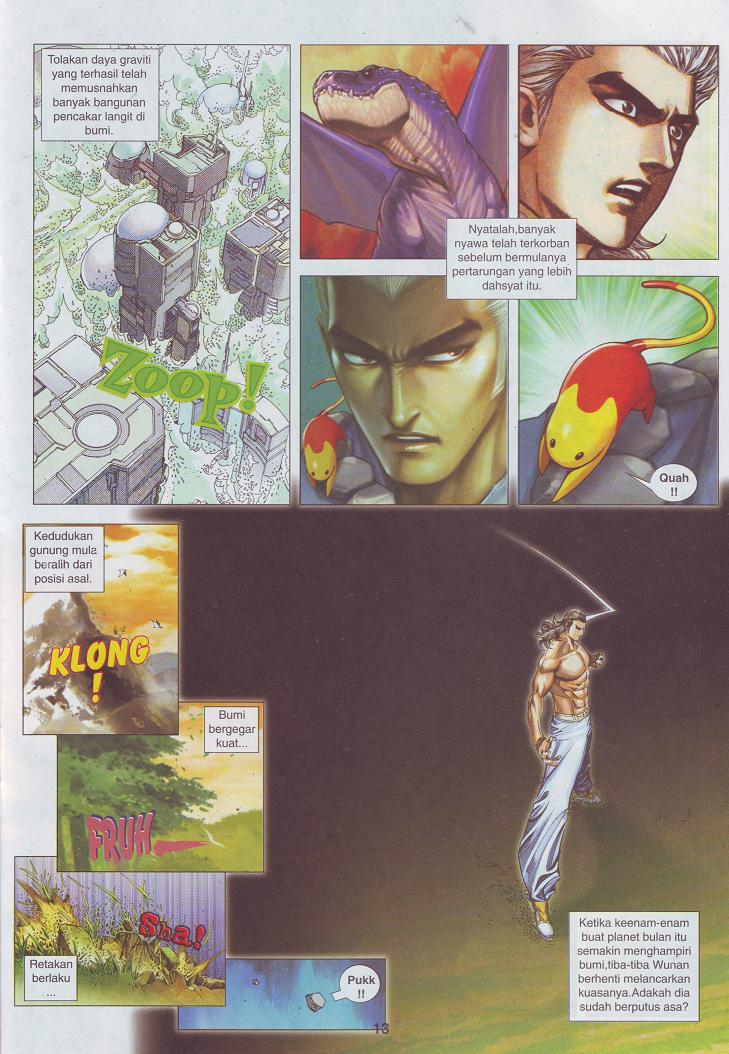 Tolakan daya graviti
yang terhasil telah
memusnahkan
banyak bangunan
pencakar langit di
bumi.
Zoop!
Nyatalah,banyak
nyawa telah terkorban
sebelum bermulanya
pertarungan yang lebih
dahsyat itu.
Quah
!!
Kedudukan
gunung mula
beralih dari
posisi asal.
KLONG
!
Bumi
bergegar
kuat...
FRUH
Sha!
Retakan
berlaku
...
Pukk
!!
Ketika keenam-enam
buat planet bulan itu
semakin menghampiri
bumi,tiba-tiba Wunan
berhenti melancarkan
kuasanya.Adakah dia
sudah berputus asa?
13